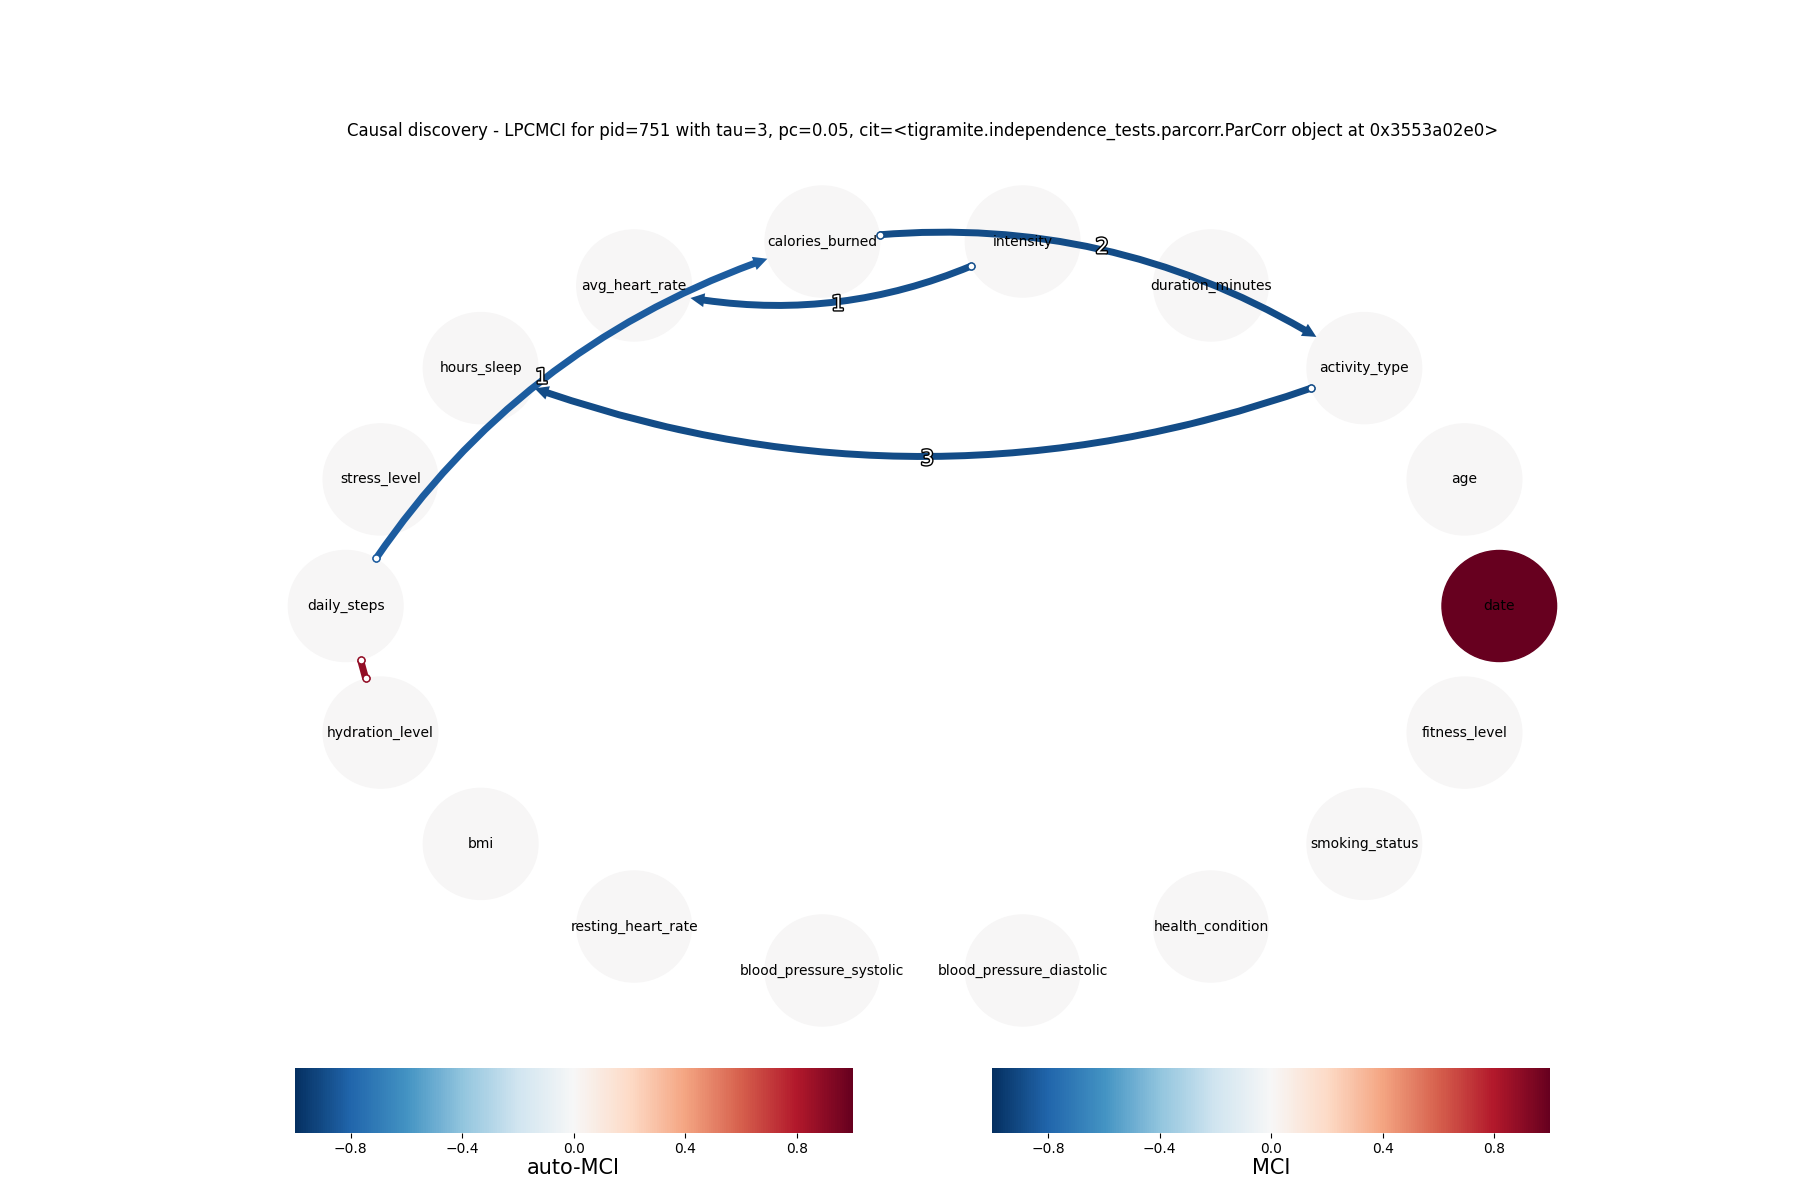 Causal discovery - LPCMCI for pid=751 with tau=3, pc=0.05, cit=<tigramite.independence_tests.parcorr.ParCorr object at 0x3553a02e0>
calories_burned
intensity
2
avg_heart_rate
1
duration_minutes
hours_sleep
1
activity_type
3
stress_level
age
daily_steps
date
hydration_level
fitness_level
bmi
smoking_status
resting_heart_rate
health_condition
blood_pressure_systolic
blood_pressure_diastolic
−0.8 −0.4 0.0 0.4 0.8
auto-MCI
−0.8 −0.4 0.0 0.4 0.8
MCI